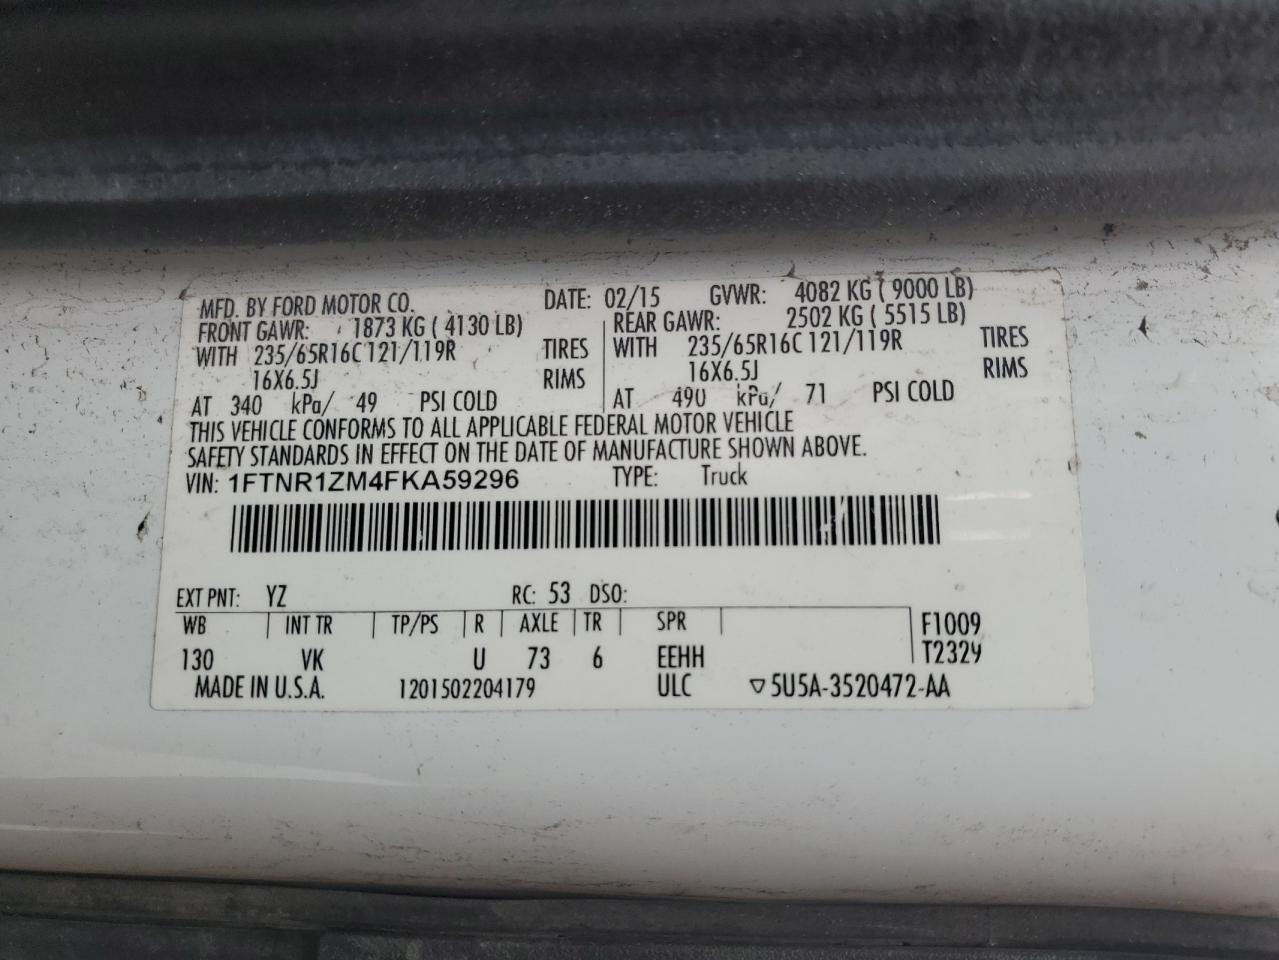 MFD. BY FORD MOTOR CO. DATE: 02/15 GVWR: 4082 KG ( 9000 LB)
FRONT GAWR: 1873 KG ( 4130 LB) REAR GAWR: 2502 KG ( 5515 LB)
WITH 235/65R16C 121/119R TIRES WITH 235/65R16C 121/119R TIRES
16X6.5J RIMS 16X6.5J RIMS
AT 340 kPa/ 49 PSI COLD AT 490 kPa/ 71 PSI COLD
THIS VEHICLE CONFORMS TO ALL APPLICABLE FEDERAL MOTOR VEHICLE
SAFETY STANDARDS IN EFFECT ON THE DATE OF MANUFACTURE SHOWN ABOVE.
VIN: 1FTNR1ZM4FKA59296 TYPE: Truck
EXT PNT: YZ RC: 53 DSO:
WB INT TR TP/PS R AXLE TR SPR F1009
130 VK U 73 6 EEHH T2329
MADE IN U.S.A. 1201502204179 ULC ▽5U5A-3520472-AA